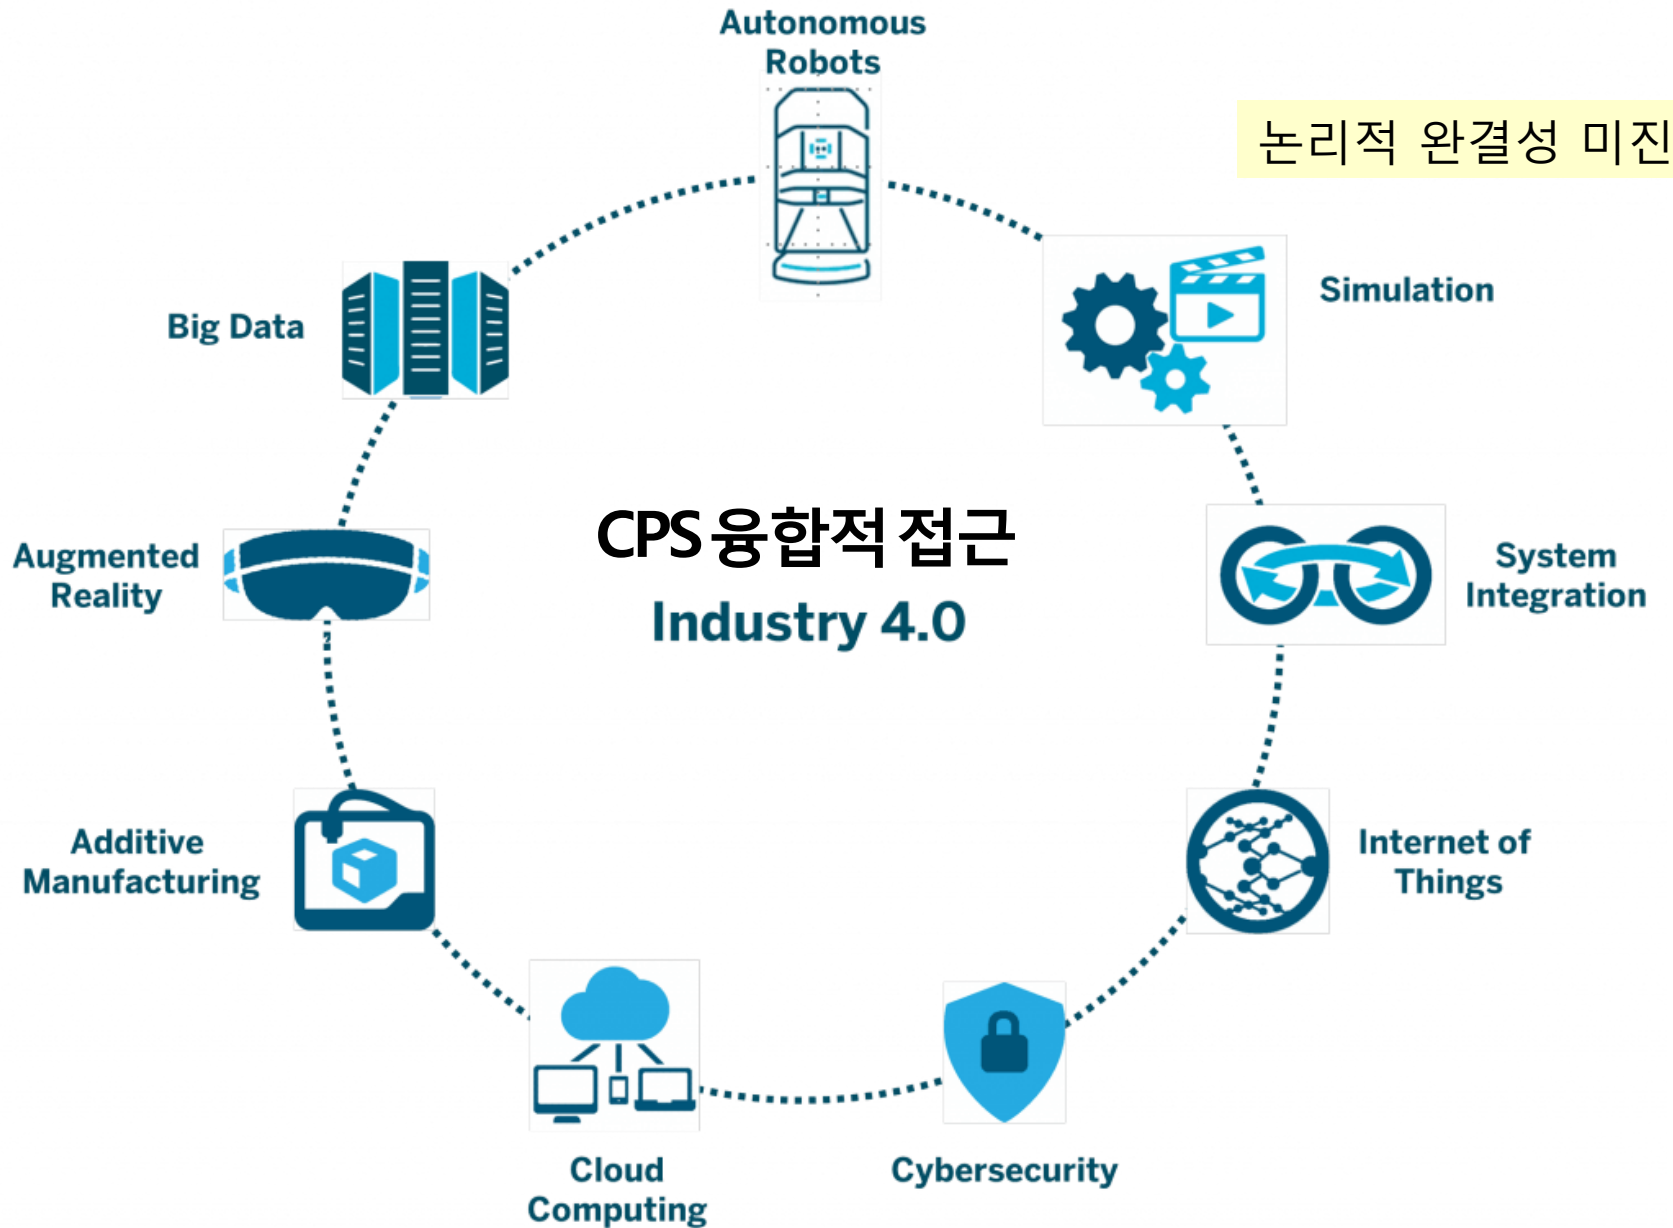 Autonomous
Robots
논리적 완결성 미진
Simulation
Big Data
CPS 융합적 접근
Industry 4.0
Augmented
Reality
System
Integration
Additive
Manufacturing
Internet of
Things
Cloud
Computing
Cybersecurity